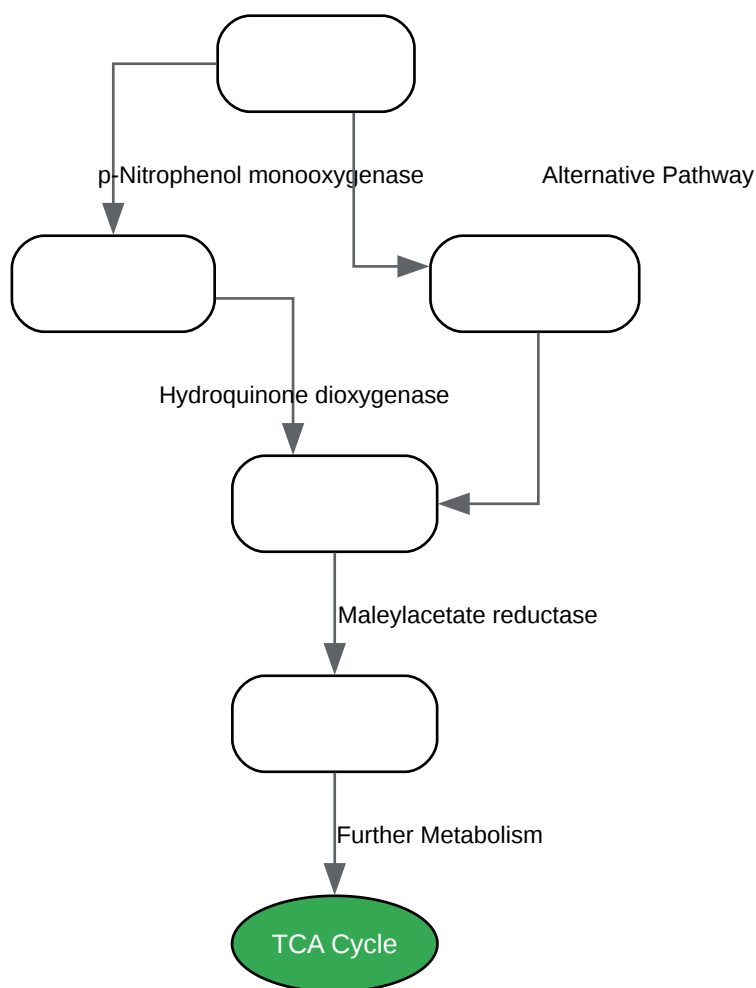 p-Nitrophenol monooxygenase
Alternative Pathway
Hydroquinone dioxygenase
Maleylacetate reductase
Further Metabolism
TCA Cycle